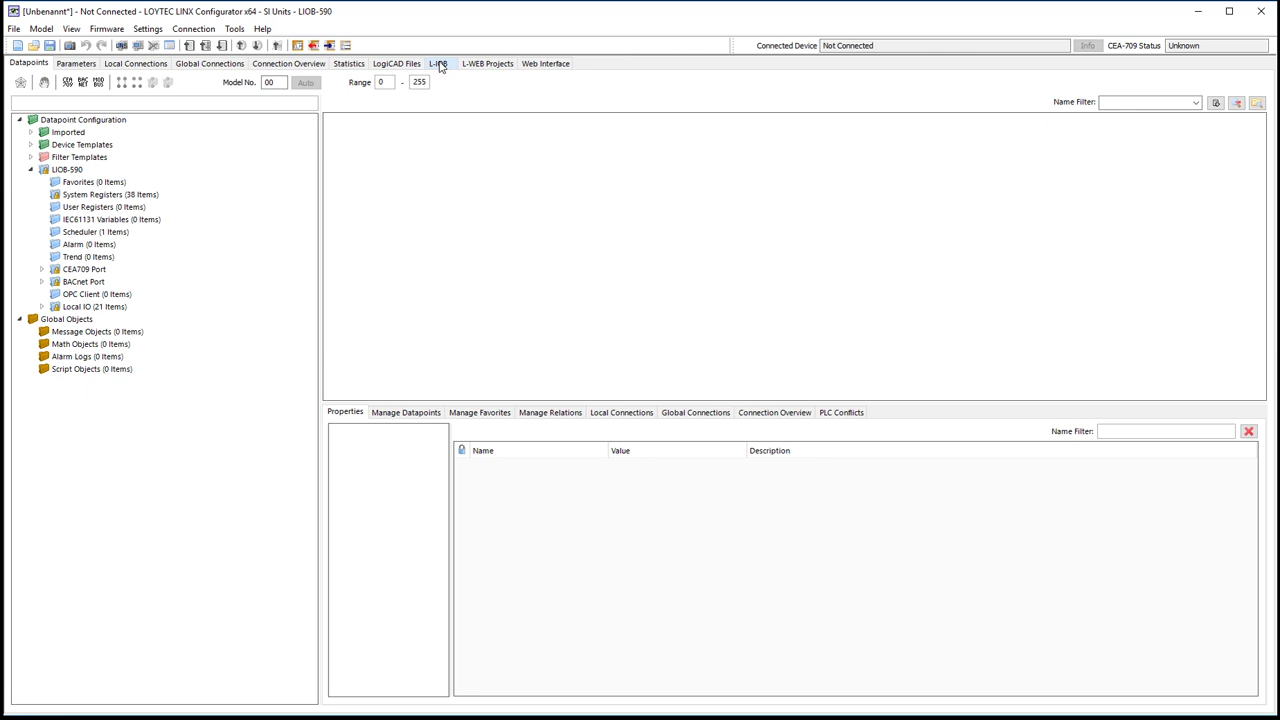 [Unbenannt*] - Not Connected - LOYTEC LINX Configurator x64 - SI Units - LIOB-590
File Model View Firmware Settings Connection Tools Help
Connected Device Not Connected Info CEA-709 Status Unknown
Datapoints Parameters Local Connections Global Connections Connection Overview Statistics LogiCAD Files L-IOB L-WEB Projects Web Interface
CEA 709 BAC NET MOD BUS Model No. 00 Auto Range 0 - 255
Name Filter:
Datapoint Configuration
Imported
Device Templates
Filter Templates
LIOB-590
Favorites (0 Items)
System Registers (38 Items)
User Registers (0 Items)
IEC61131 Variables (0 Items)
Scheduler (1 Items)
Alarm (0 Items)
Trend (0 Items)
CEA709 Port
BACnet Port
OPC Client (0 Items)
Local IO (21 Items)
Global Objects
Message Objects (0 Items)
Math Objects (0 Items)
Alarm Logs (0 Items)
Script Objects (0 Items)
Properties Manage Datapoints Manage Favorites Manage Relations Local Connections Global Connections Connection Overview PLC Conflicts
Name Filter:
Name Value Description